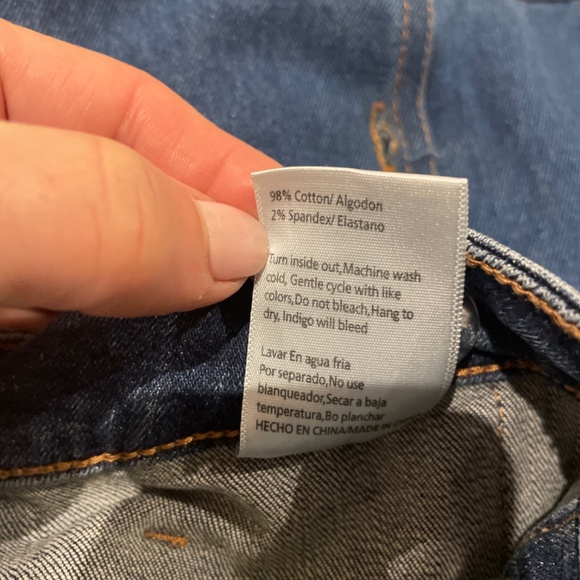 98% Cotton/ Algodon
2% Spandex/ Elastano
Turn inside out,Machine wash
cold, Gentle cycle with like
colors,Do not bleach,Hang to
dry, Indigo will bleed
Lavar En agua fria
Por separado,No use
blanqueador,Secar a baja
temperatura,Bo planchar
HECHO EN CHINA/MADE IN